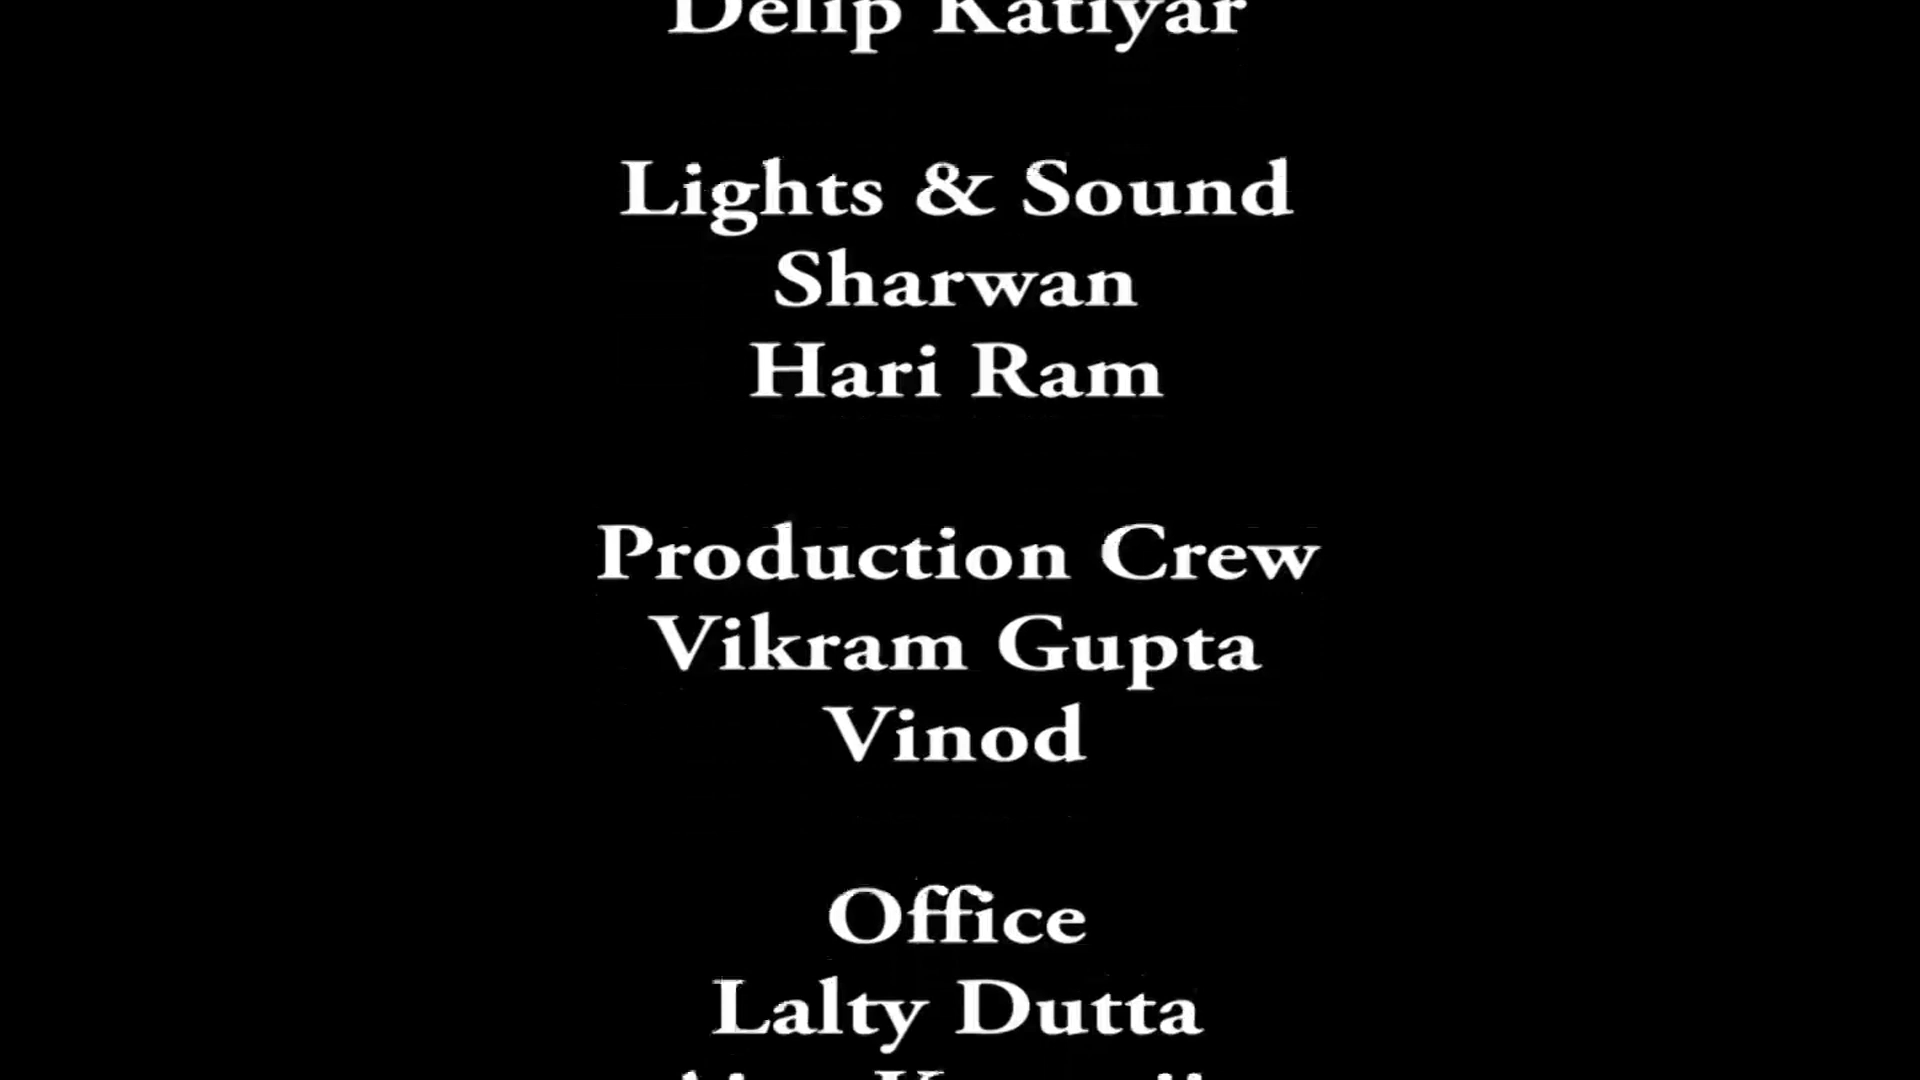 Delip Katiyar
Lights & Sound
Sharwan
Hari Ram
Production Crew
Vikram Gupta
Vinod
Office
Lalty Dutta